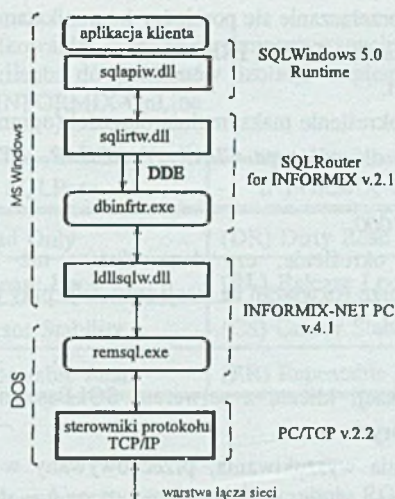 aplikacja klienta
sqlapiw.dll
SQLWindows 5.0
Runtime
MS Windows
sqlirtw.dll
DDE
dbinfrtr.exe
SQLRouter
for INFORMIX v.2.1
ldllsqlw.dll
INFORMIX-NET PC
v.4.1
DOS
remsql.exe
sterowniki protokołu
TCP/IP
PC/TCP v.2.2
warstwa łącza sieci